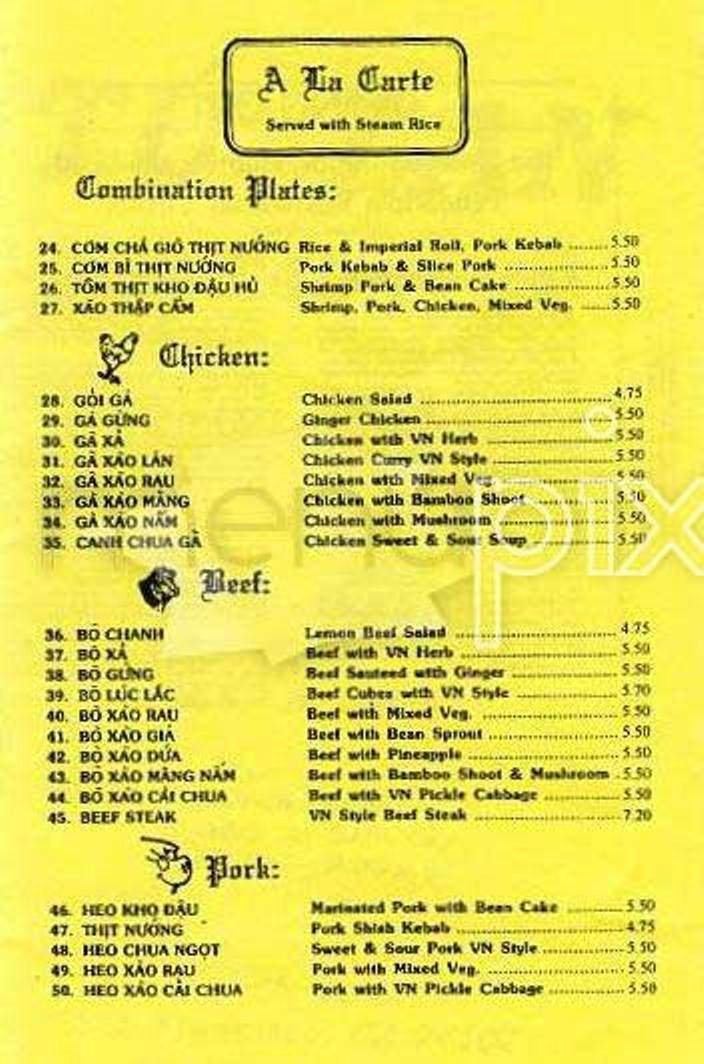 A La Carte
Served with Steam Rice
Combination Plates:
24. CƠM CHẢ GIÒ THỊT NƯỚNG Rice & Imperial Roll, Pork Kebab ........ 5.50
25. CƠM BÌ THỊT NƯỚNG Pork Kebab & Slice Pork .................... 5.50
26. TÔM THỊT KHO ĐẬU HŨ Shrimp Pork & Bean Cake ................... 5.50
27. XÀO THẬP CẨM Shrimp, Pork, Chicken, Mixed Veg. ...... 5.50
Chicken:
28. GỎI GÀ Chicken Salad ..................................... 4.75
29. GÀ GỪNG Ginger Chicken ..................................... 5.50
30. GÀ XẢ Chicken with VN Herb ........................ 5.50
31. GÀ XÀO LĂN Chicken Curry VN Style ........................ 5.50
32. GÀ XÀO RAU Chicken with Mixed Veg ........................ 5.50
33. GÀ XÀO MĂNG Chicken with Bamboo Shoot ................. 5.50
34. GÀ XÀO NẤM Chicken with Mushroom ........................ 5.50
35. CANH CHUA GÀ Chicken Sweet & Sour Soup ................. 5.50
Beef:
36. BÒ CHANH Lemon Beef Salad ............................... 4.75
37. BÒ XẢ Beef with VN Herb ............................... 5.50
38. BÒ GỪNG Beef Sauteed with Ginger ..................... 5.50
39. BÒ LÚC LẮC Beef Cubes with VN Style .................... 5.70
40. BÒ XÀO RAU Beef with Mixed Veg. .......................... 5.50
41. BÒ XÀO GIÁ Beef with Bean Sprout .......................... 5.50
42. BÒ XÀO DỨA Beef with Pineapple ............................. 5.50
43. BÒ XÀO MĂNG NẤM Beef with Bamboo Shoot & Mushroom . 5.50
44. BÒ XÀO CẢI CHUA Beef with VN Pickle Cabbage ............... 5.50
45. BEEF STEAK VN Style Beef Steak ............................ 7.20
Pork:
46. HEO KHO ĐẬU Marinated Pork with Bean Cake ........... 5.50
47. THỊT NƯỚNG Pork Shish Kebab ................................. 4.75
48. HEO CHUA NGỌT Sweet & Sour Pork VN Style ................ 5.50
49. HEO XÀO RAU Pork with Mixed Veg. ........................... 5.50
50. HEO XÀO CẢI CHUA Pork with VN Pickle Cabbage ............... 5.50
pix